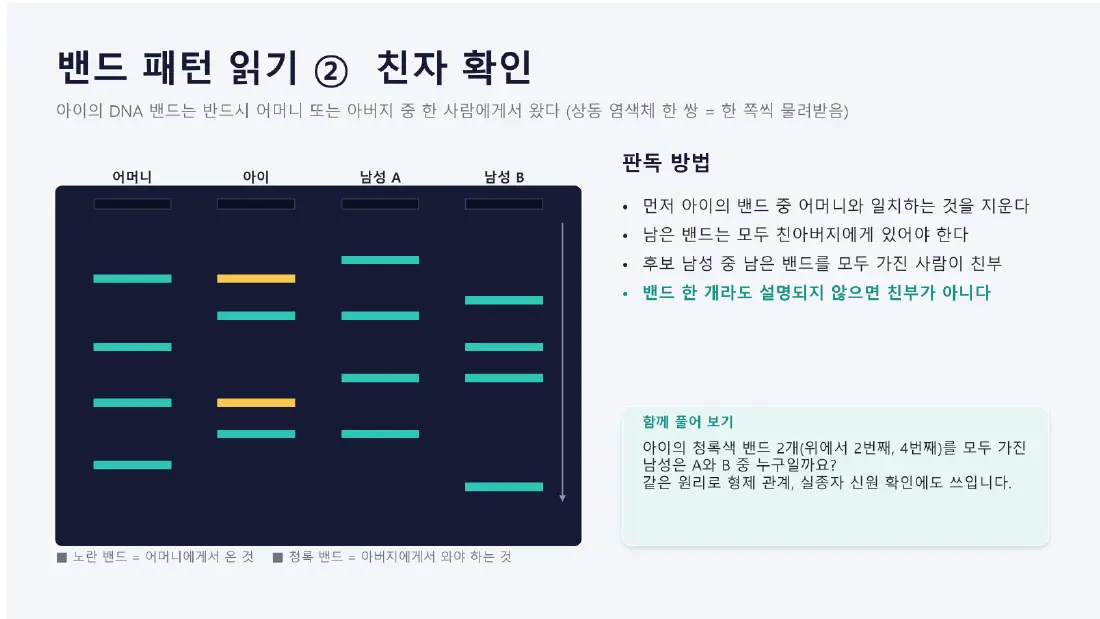 밴드 패턴 읽기 ② 친자 확인
아이의 DNA 밴드는 반드시 어머니 또는 아버지 중 한 사람에게서 왔다 (상동 염색체 한 쌍 = 한 쪽씩 물려받음)
어머니 아이 남성 A 남성 B
■ 노란 밴드 = 어머니에게서 온 것 ■ 청록 밴드 = 아버지에게서 와야 하는 것
판독 방법
• 먼저 아이의 밴드 중 어머니와 일치하는 것을 지운다
• 남은 밴드는 모두 친아버지에게 있어야 한다
• 후보 남성 중 남은 밴드를 모두 가진 사람이 친부
• 밴드 한 개라도 설명되지 않으면 친부가 아니다
함께 풀어 보기
아이의 청록색 밴드 2개(위에서 2번째, 4번째)를 모두 가진
남성은 A와 B 중 누구일까요?
같은 원리로 형제 관계, 실종자 신원 확인에도 쓰입니다.